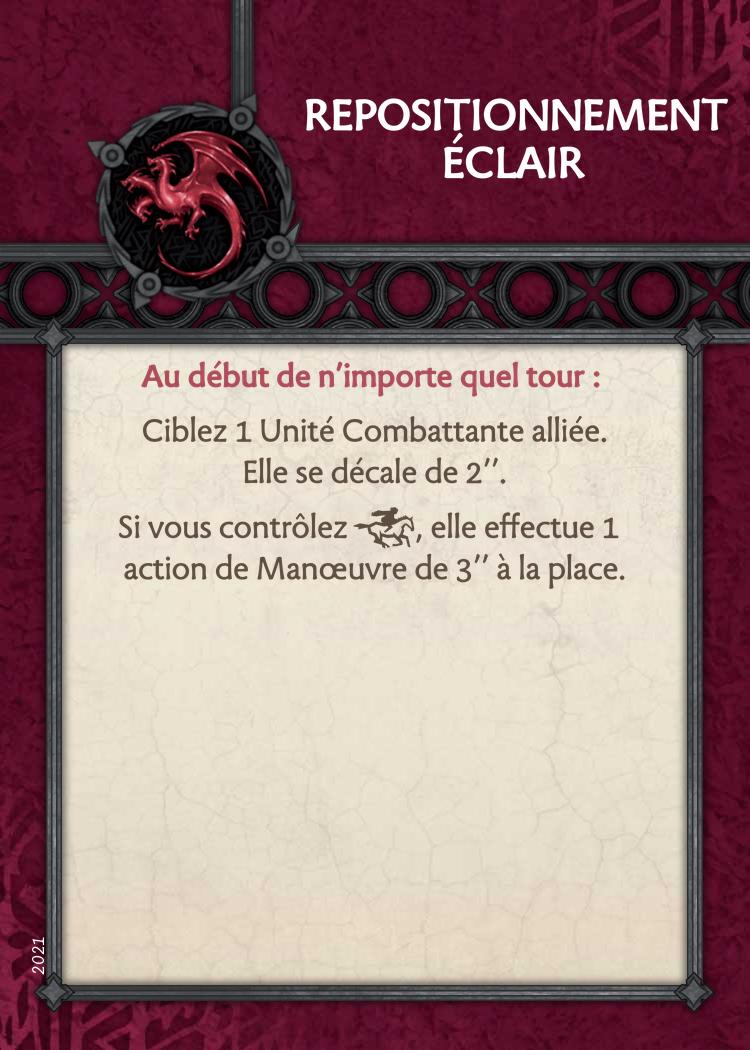 REPOSITIONNEMENT
ÉCLAIR
Au début de n’importe quel tour :
Ciblez 1 Unité Combattante alliée.
Elle se décale de 2’’.
Si vous contrôlez , elle effectue 1
action de Manœuvre de 3’’ à la place.
2021